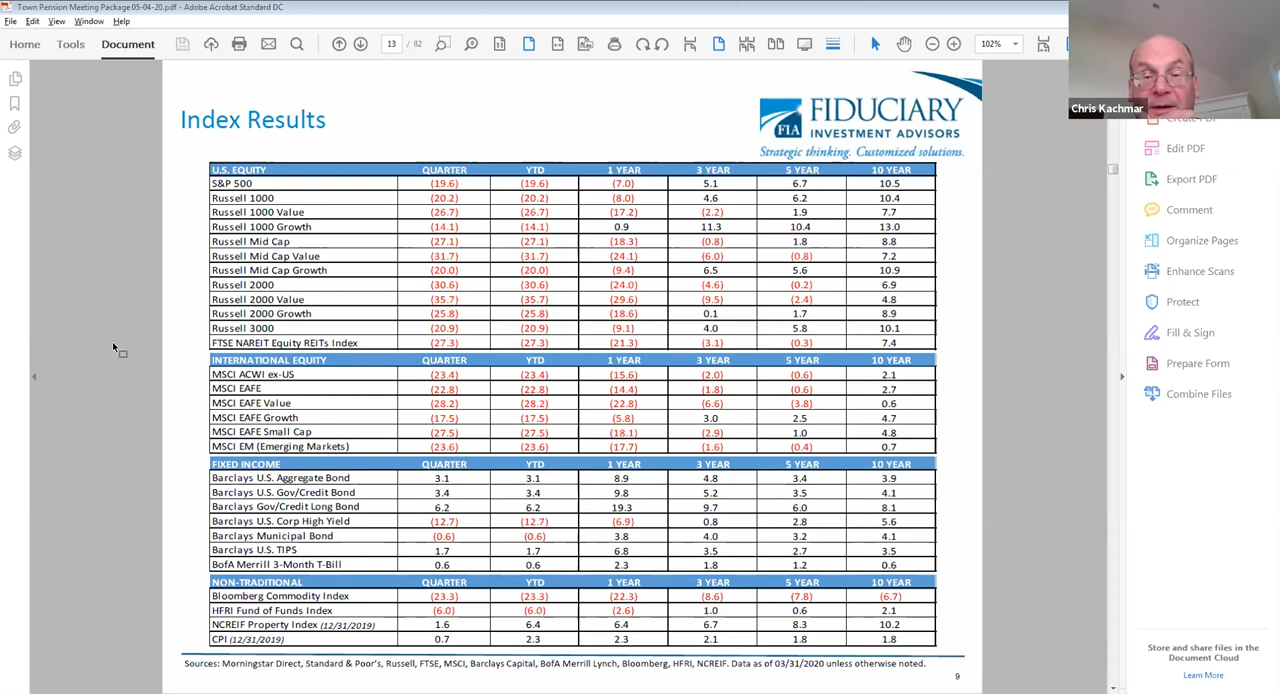 Town Pension Meeting Package 05-04-20.pdf - Adobe Acrobat Standard DC
File Edit View Window Help
Home Tools Document 13 / 82 102%
Chris Kachmar
Index Results
FIA FIDUCIARY
INVESTMENT ADVISORS
Strategic thinking. Customized solutions.
U.S. EQUITY QUARTER YTD 1 YEAR 3 YEAR 5 YEAR 10 YEAR
S&P 500 (19.6) (19.6) (7.0) 5.1 6.7 10.5
Russell 1000 (20.2) (20.2) (8.0) 4.6 6.2 10.4
Russell 1000 Value (26.7) (26.7) (17.2) (2.2) 1.9 7.7
Russell 1000 Growth (14.1) (14.1) 0.9 11.3 10.4 13.0
Russell Mid Cap (27.1) (27.1) (18.3) (0.8) 1.8 8.8
Russell Mid Cap Value (31.7) (31.7) (24.1) (6.0) (0.8) 7.2
Russell Mid Cap Growth (20.0) (20.0) (9.4) 6.5 5.6 10.9
Russell 2000 (30.6) (30.6) (24.0) (4.6) (0.2) 6.9
Russell 2000 Value (35.7) (35.7) (29.6) (9.5) (2.4) 4.8
Russell 2000 Growth (25.8) (25.8) (18.6) 0.1 1.7 8.9
Russell 3000 (20.9) (20.9) (9.1) 4.0 5.8 10.1
FTSE NAREIT Equity REITs Index (27.3) (27.3) (21.3) (3.1) (0.3) 7.4
INTERNATIONAL EQUITY QUARTER YTD 1 YEAR 3 YEAR 5 YEAR 10 YEAR
MSCI ACWI ex-US (23.4) (23.4) (15.6) (2.0) (0.6) 2.1
MSCI EAFE (22.8) (22.8) (14.4) (1.8) (0.6) 2.7
MSCI EAFE Value (28.2) (28.2) (22.8) (6.6) (3.8) 0.6
MSCI EAFE Growth (17.5) (17.5) (5.8) 3.0 2.5 4.7
MSCI EAFE Small Cap (27.5) (27.5) (18.1) (2.9) 1.0 4.8
MSCI EM (Emerging Markets) (23.6) (23.6) (17.7) (1.6) (0.4) 0.7
FIXED INCOME QUARTER YTD 1 YEAR 3 YEAR 5 YEAR 10 YEAR
Barclays U.S. Aggregate Bond 3.1 3.1 8.9 4.8 3.4 3.9
Barclays U.S. Gov/Credit Bond 3.4 3.4 9.8 5.2 3.5 4.1
Barclays Gov/Credit Long Bond 6.2 6.2 19.3 9.7 6.0 8.1
Barclays U.S. Corp High Yield (12.7) (12.7) (6.9) 0.8 2.8 5.6
Barclays Municipal Bond (0.6) (0.6) 3.8 4.0 3.2 4.1
Barclays U.S. TIPS 1.7 1.7 6.8 3.5 2.7 3.5
BofA Merrill 3-Month T-Bill 0.6 0.6 2.3 1.8 1.2 0.6
NON-TRADITIONAL QUARTER YTD 1 YEAR 3 YEAR 5 YEAR 10 YEAR
Bloomberg Commodity Index (23.3) (23.3) (22.3) (8.6) (7.8) (6.7)
HFRI Fund of Funds Index (6.0) (6.0) (2.6) 1.0 0.6 2.1
NCREIF Property Index (12/31/2019) 1.6 6.4 6.4 6.7 8.3 10.2
CPI (12/31/2019) 0.7 2.3 2.3 2.1 1.8 1.8
Sources: Morningstar Direct, Standard & Poor's, Russell, FTSE, MSCI, Barclays Capital, BofA Merrill Lynch, Bloomberg, HFRI, NCREIF. Data as of 03/31/2020 unless otherwise noted.
9
Edit PDF
Export PDF
Comment
Organize Pages
Enhance Scans
Protect
Fill & Sign
Prepare Form
Combine Files
Store and share files in the
Document Cloud
Learn More